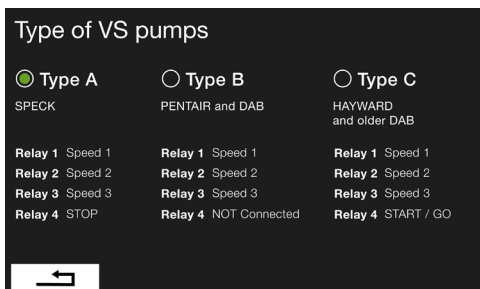 Type of VS pumps
Type A
SPECK
Relay 1 Speed 1
Relay 2 Speed 2
Relay 3 Speed 3
Relay 4 STOP
Type B
PENTAIR and DAB
Relay 1 Speed 1
Relay 2 Speed 2
Relay 3 Speed 3
Relay 4 NOT Connected
Type C
HAYWARD
and older DAB
Relay 1 Speed 1
Relay 2 Speed 2
Relay 3 Speed 3
Relay 4 START / GO